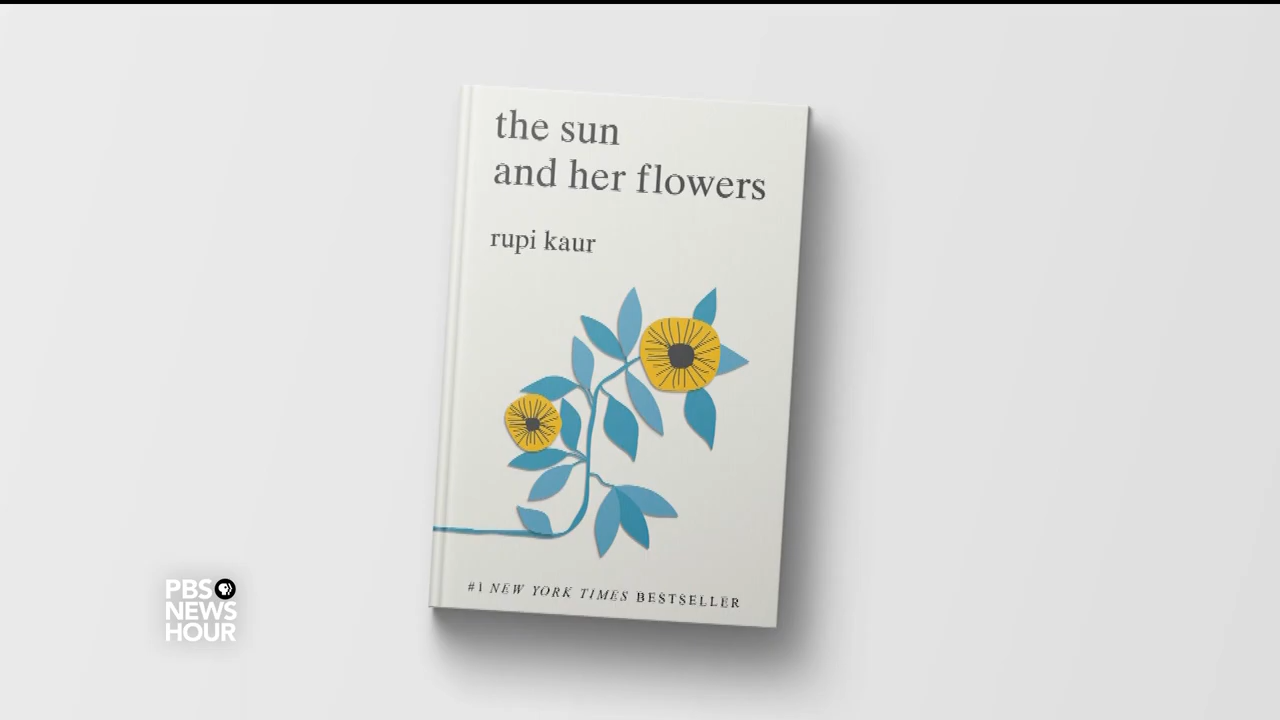 the sun
and her flowers
rupi kaur
#1 NEW YORK TIMES BESTSELLER
PBS
NEWS
HOUR